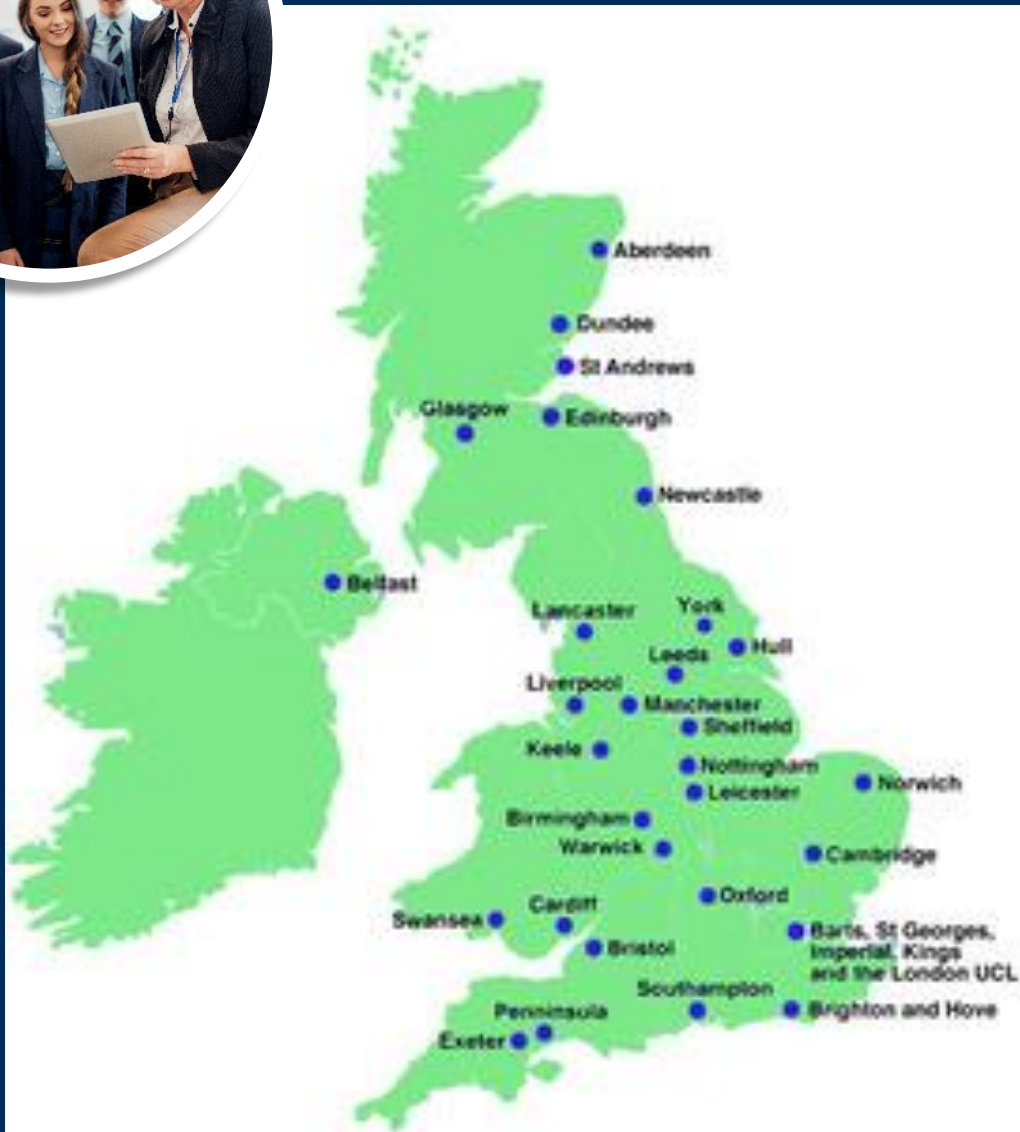 Aberdeen
Dundee
St Andrews
Glasgow
Edinburgh
Newcastle
Belfast
Lancaster
York
Hull
Leeds
Liverpool
Manchester
Sheffield
Keele
Nottingham
Norwich
Leicester
Birmingham
Warwick
Cambridge
Oxford
Cardiff
Swansea
Barts, St Georges,
Imperial, Kings
and the London UCL
Bristol
Southampton
Brighton and Hove
Penninsula
Exeter